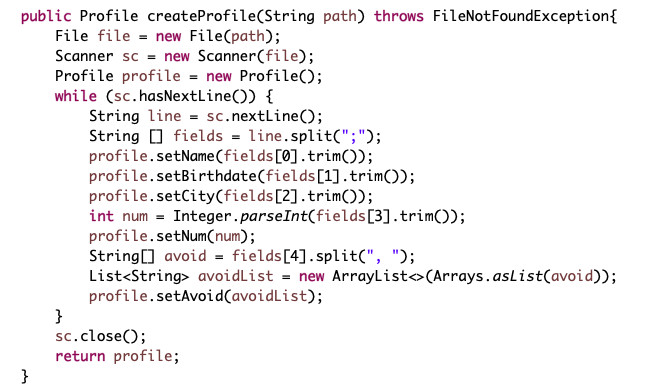 public Profile createProfile(String path) throws FileNotFoundException{
    File file = new File(path);
    Scanner sc = new Scanner(file);
    Profile profile = new Profile();
    while (sc.hasNextLine()) {
        String line = sc.nextLine();
        String [] fields = line.split(";");
        profile.setName(fields[0].trim());
        profile.setBirthdate(fields[1].trim());
        profile.setCity(fields[2].trim());
        int num = Integer.parseInt(fields[3].trim());
        profile.setNum(num);
        String[] avoid = fields[4].split(", ");
        List<String> avoidList = new ArrayList<>(Arrays.asList(avoid));
        profile.setAvoid(avoidList);
    }
    sc.close();
    return profile;
}